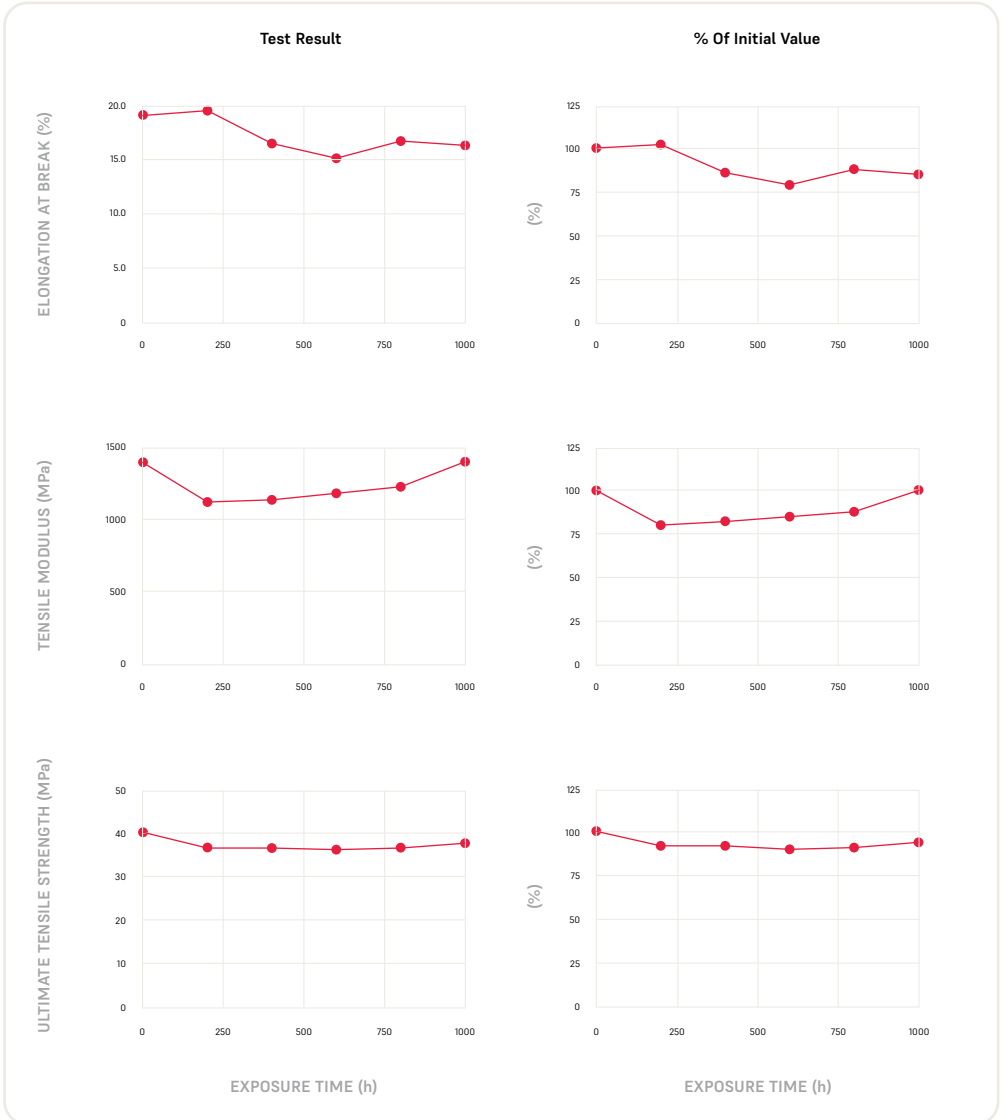 Test Result
% Of Initial Value
ELONGATION AT BREAK (%)
20.0
15.0
10.0
5.0
0
0 250 500 750 1000
(%)
125
100
75
50
25
0
0 250 500 750 1000
TENSILE MODULUS (MPa)
1500
1000
500
0
0 250 500 750 1000
(%)
125
100
75
50
25
0
0 250 500 750 1000
ULTIMATE TENSILE STRENGTH (MPa)
50
40
30
20
10
0
0 250 500 750 1000
(%)
125
100
75
50
25
0
0 250 500 750 1000
EXPOSURE TIME (h)
EXPOSURE TIME (h)